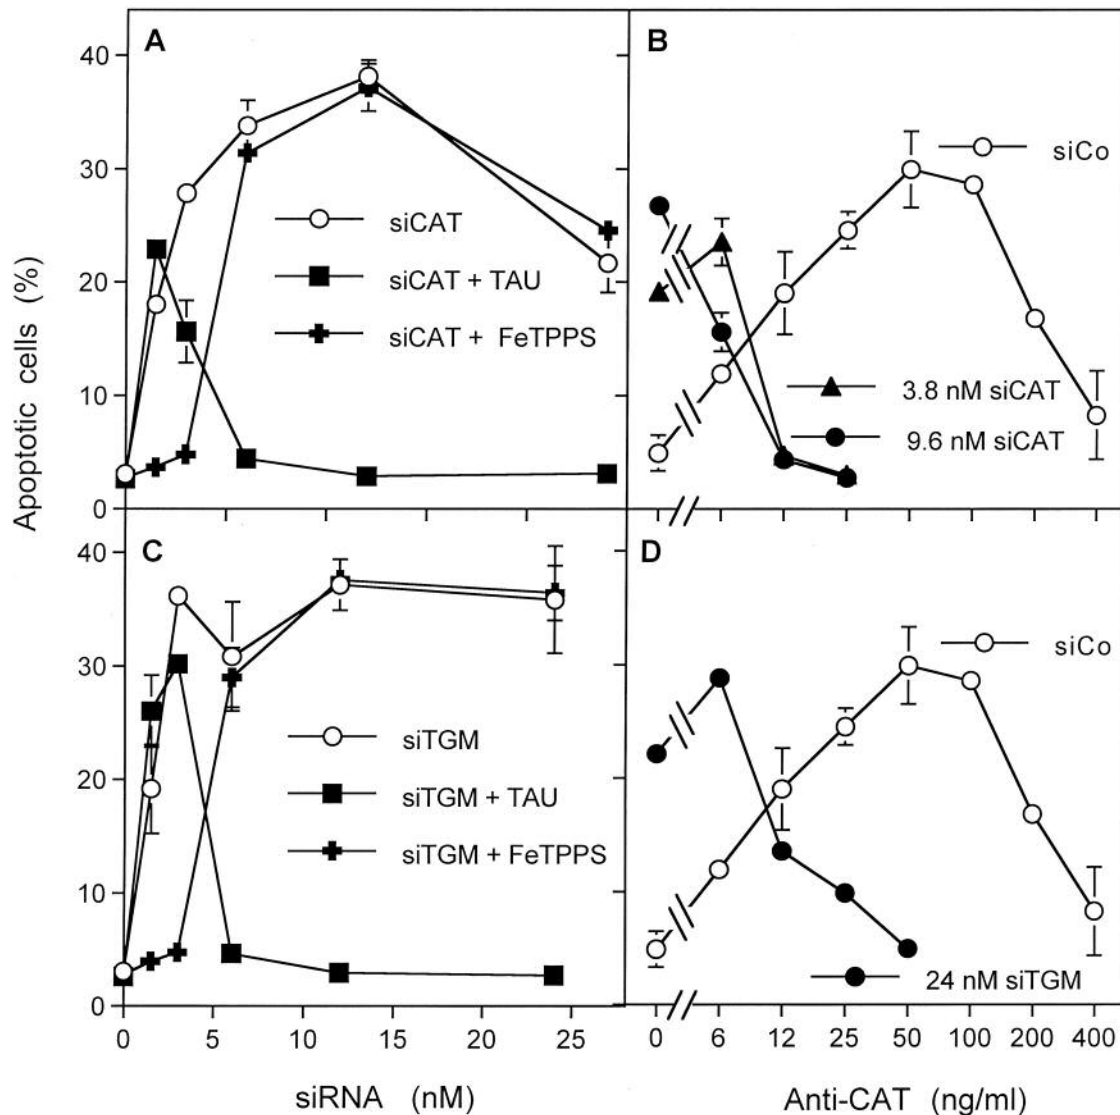 A
B
40
30
20
10
0
siCAT
siCAT + TAU
siCAT + FeTPPS
siCo
3.8 nM siCAT
9.6 nM siCAT
Apoptotic cells (%)
C
D
40
30
20
10
0
siTGM
siTGM + TAU
siTGM + FeTPPS
siCo
24 nM siTGM
0 5 10 15 20 25
0 6 12 25 50 100 200 400
siRNA (nM)
Anti-CAT (ng/ml)